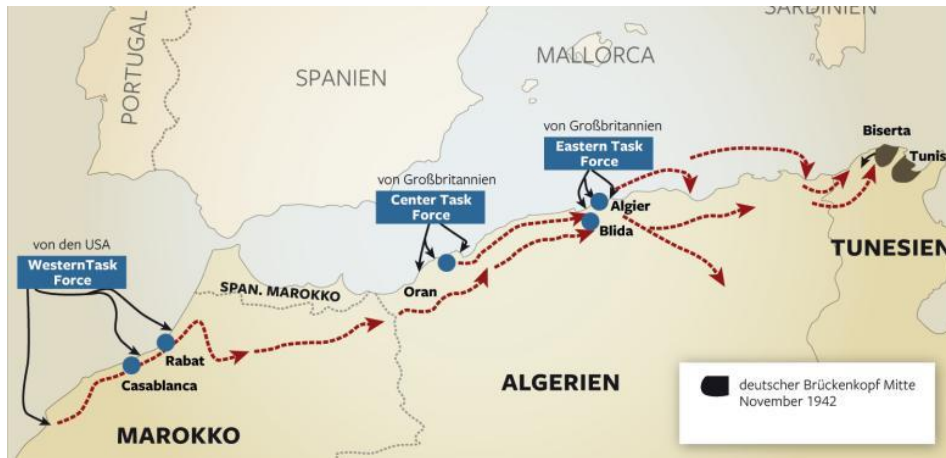 SARDINIEN
PORTUGAL
SPANIEN
MALLORCA
von Großbritannien
Eastern Task
Force
Biserta
Tunis
von Großbritannien
Center Task
Force
Algier
Blida
von den USA
WesternTask
Force
TUNESIEN
SPAN. MAROKKO
Oran
Rabat
Casablanca
ALGERIEN
deutscher Brückenkopf Mitte
November 1942
MAROKKO